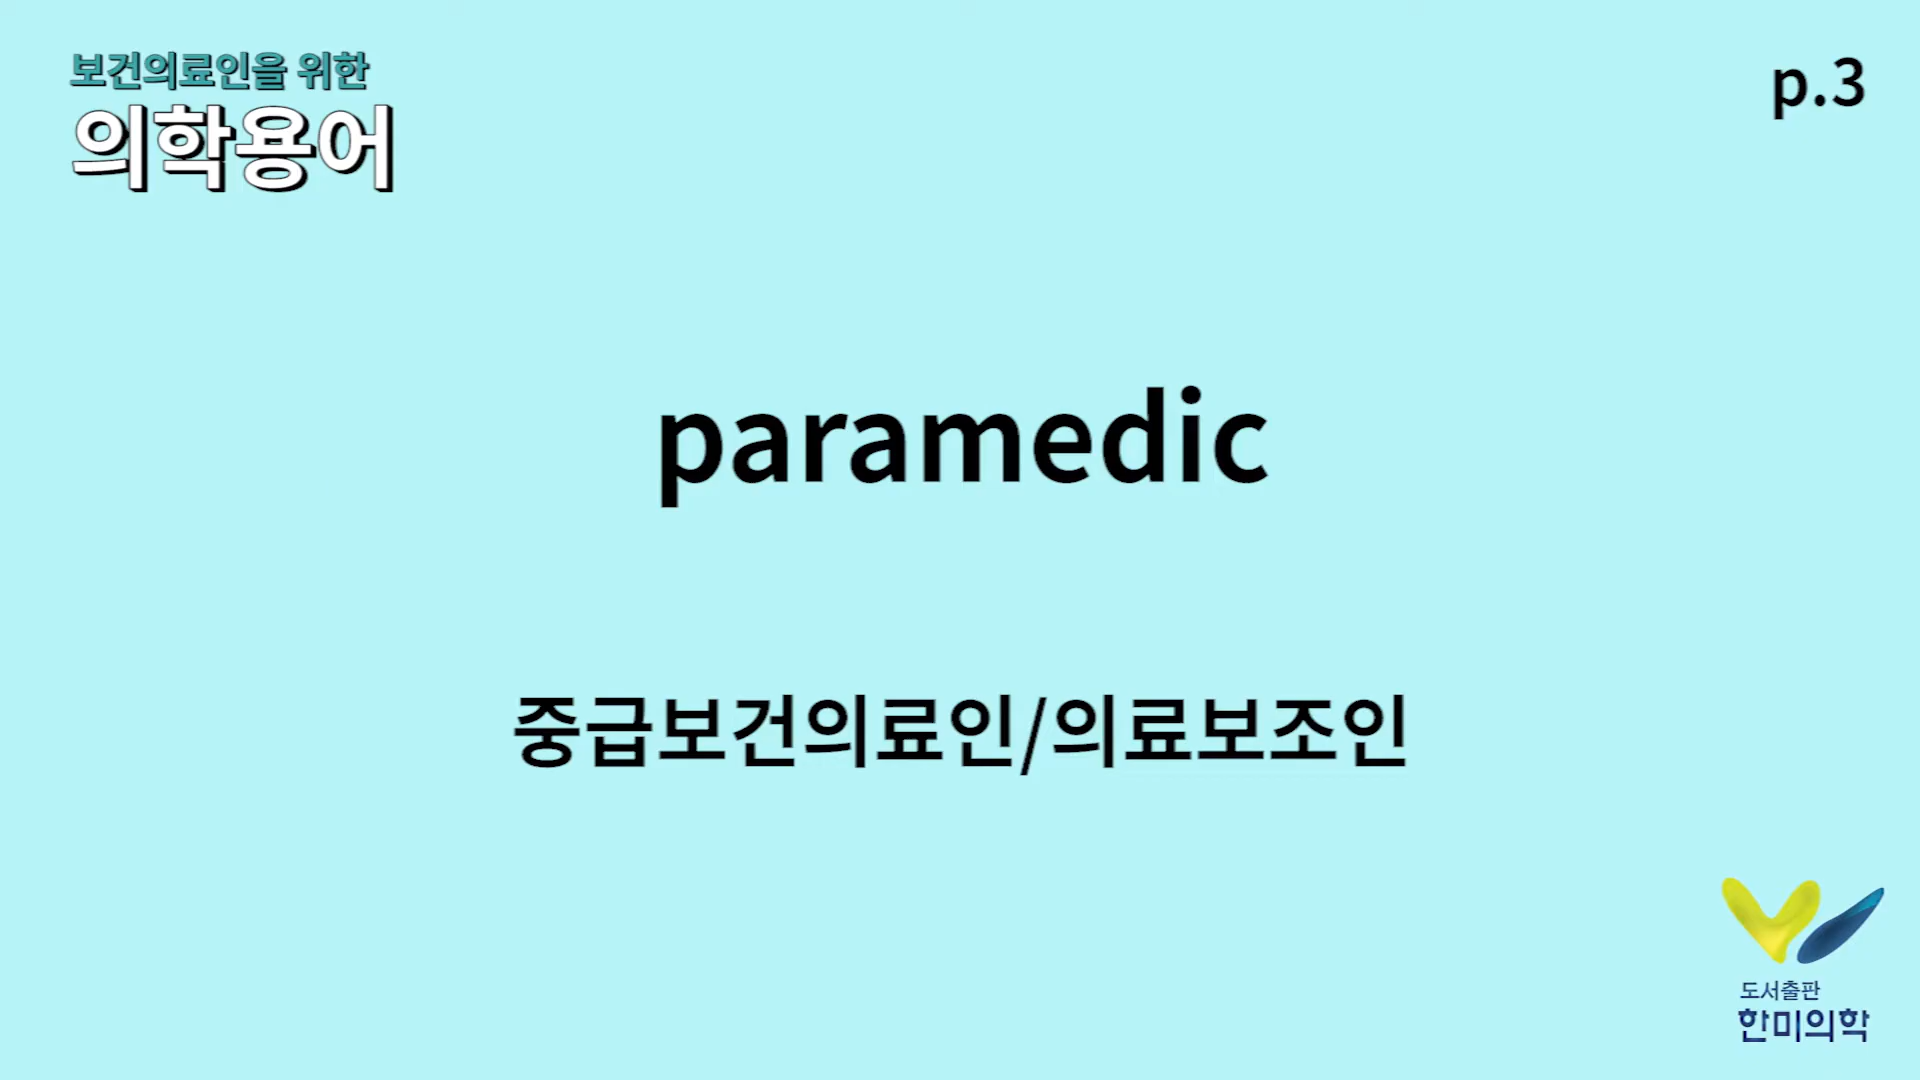 보건의료인을 위한
의학용어
p.3
paramedic
중급보건의료인/의료보조인
도서출판
한미의학